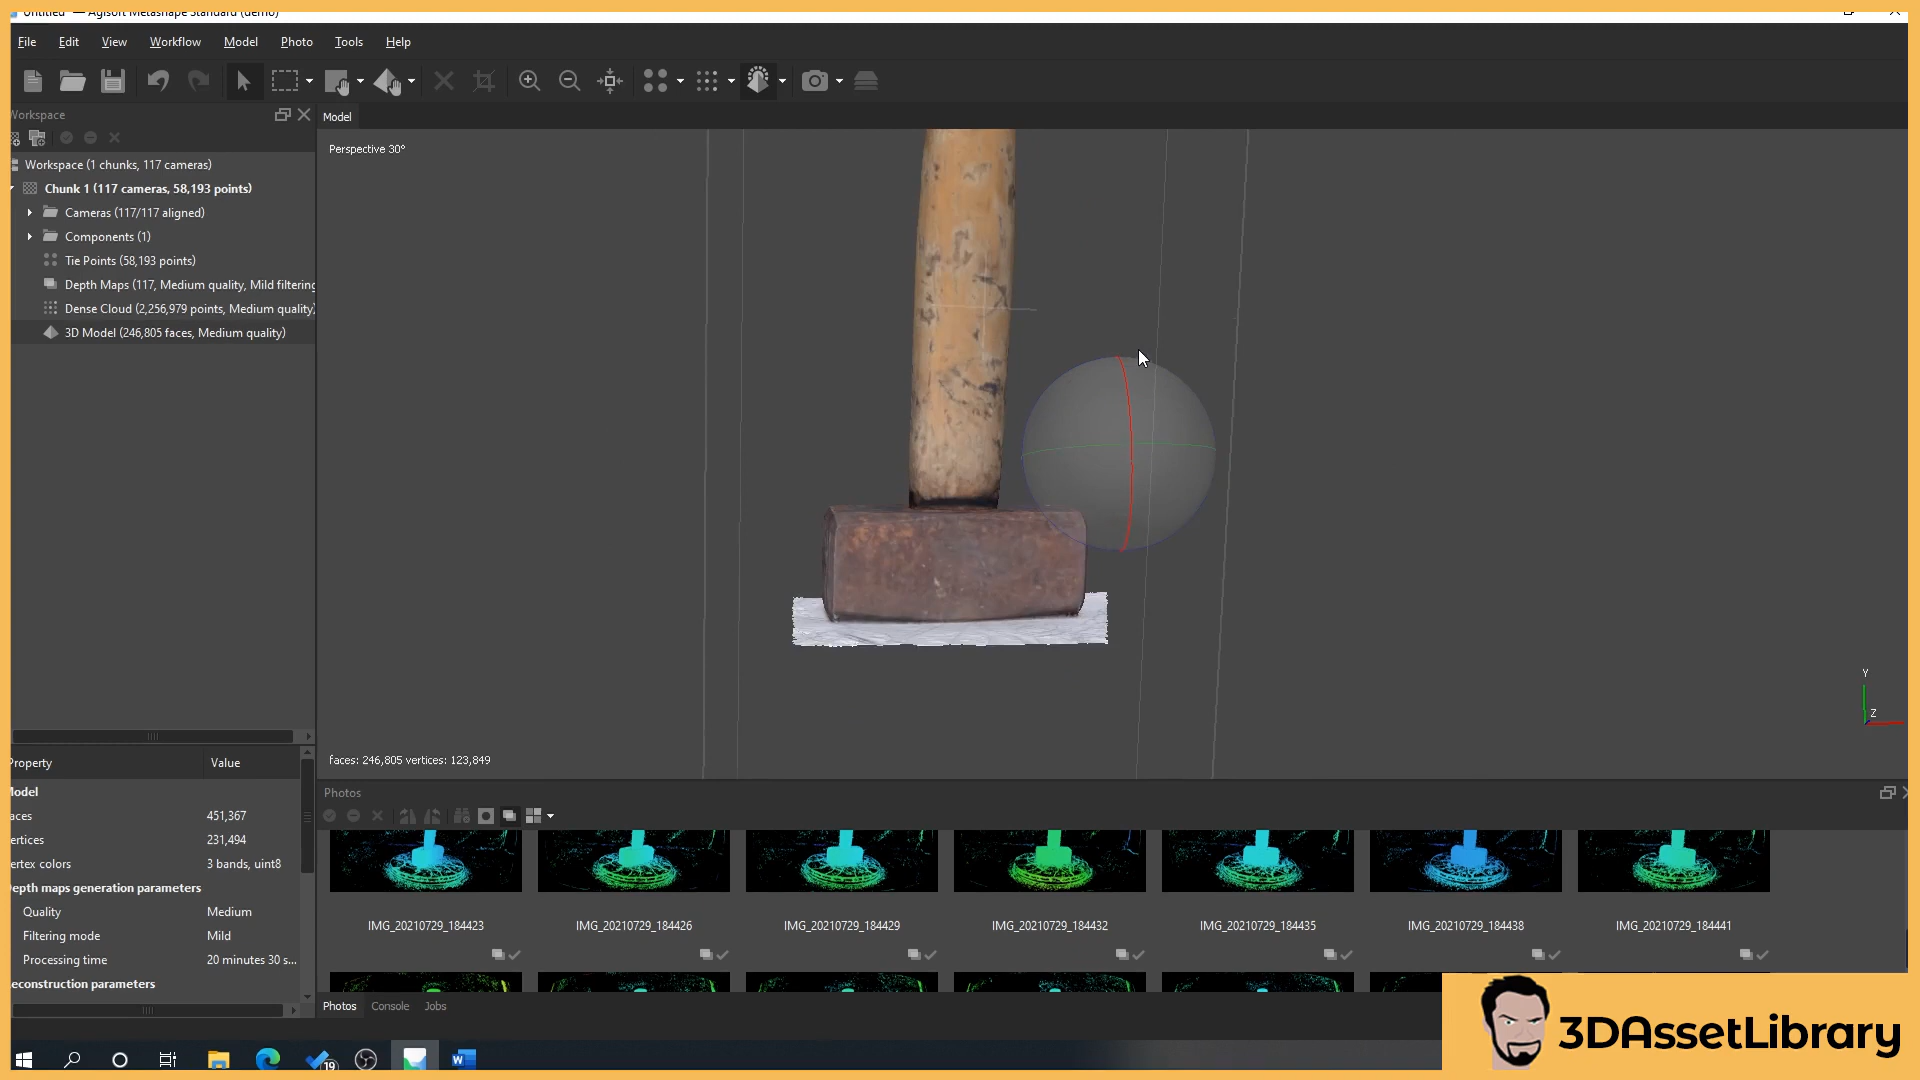 Untitled — Agisoft Metashape Standard (demo)
File Edit View Workflow Model Photo Tools Help
Workspace
Model
Perspective 30°
Workspace (1 chunks, 117 cameras)
Chunk 1 (117 cameras, 58,193 points)
Cameras (117/117 aligned)
Components (1)
Tie Points (58,193 points)
Depth Maps (117, Medium quality, Mild filtering
Dense Cloud (2,256,979 points, Medium quality)
3D Model (246,805 faces, Medium quality)
Y
Z
faces: 246,805 vertices: 123,849
Property Value
Model
aces 451,367
ertices 231,494
ertex colors 3 bands, uint8
Depth maps generation parameters
Quality Medium
Filtering mode Mild
Processing time 20 minutes 30 s...
Reconstruction parameters
Photos
IMG_20210729_184423
IMG_20210729_184426
IMG_20210729_184429
IMG_20210729_184432
IMG_20210729_184435
IMG_20210729_184438
IMG_20210729_184441
Photos Console Jobs
19
W
3DAssetLibrary